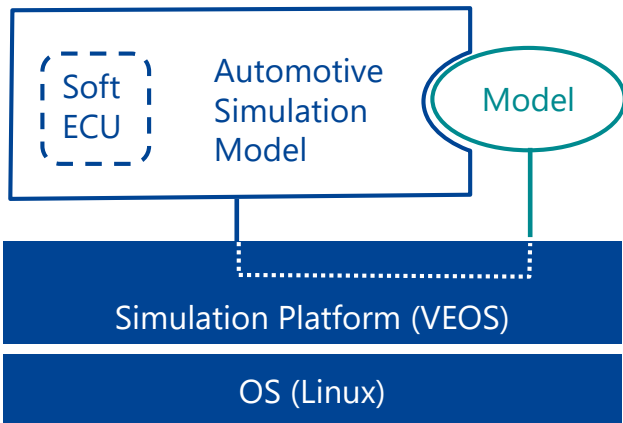 Soft
ECU
Automotive
Simulation
Model
Model
Simulation Platform (VEOS)
OS (Linux)